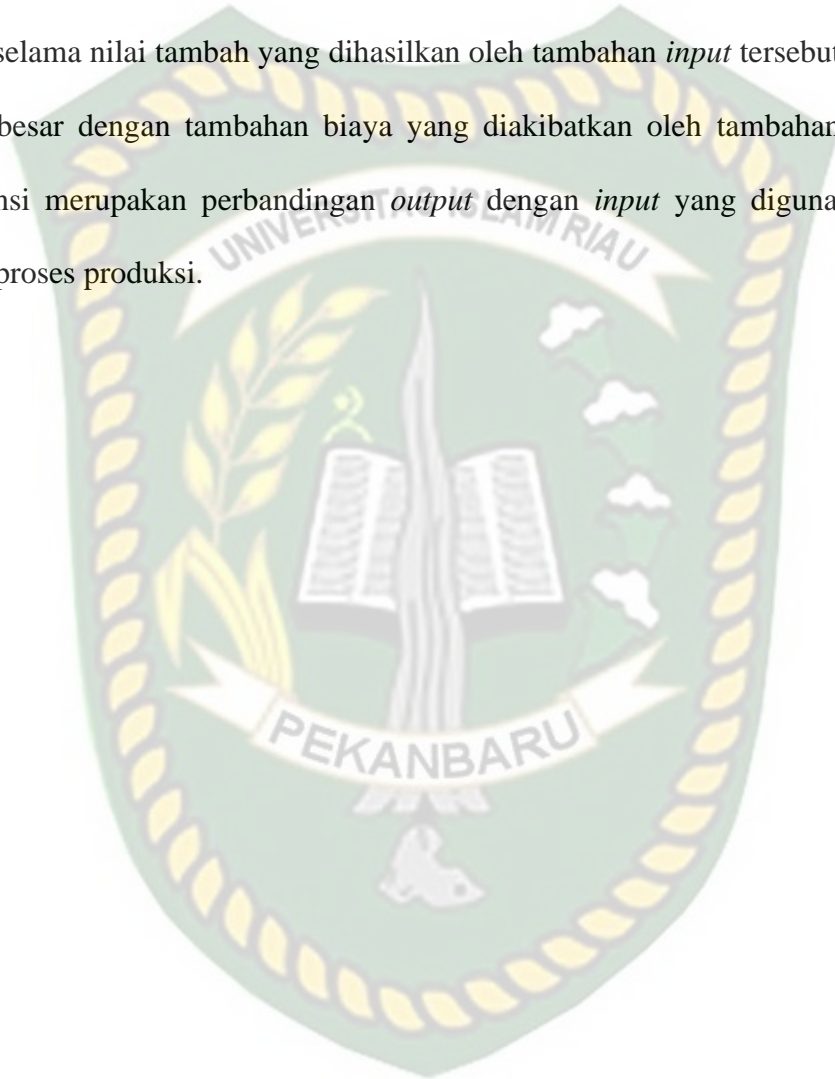 selama nilai tambah yang dihasilkan oleh tambahan input tersebut
besar dengan tambahan biaya yang diakibatkan oleh tambahan
nsi merupakan perbandingan output dengan input yang diguna
proses produksi.
UNIVERSITAS ISLAM RIAU
PEKANBARU